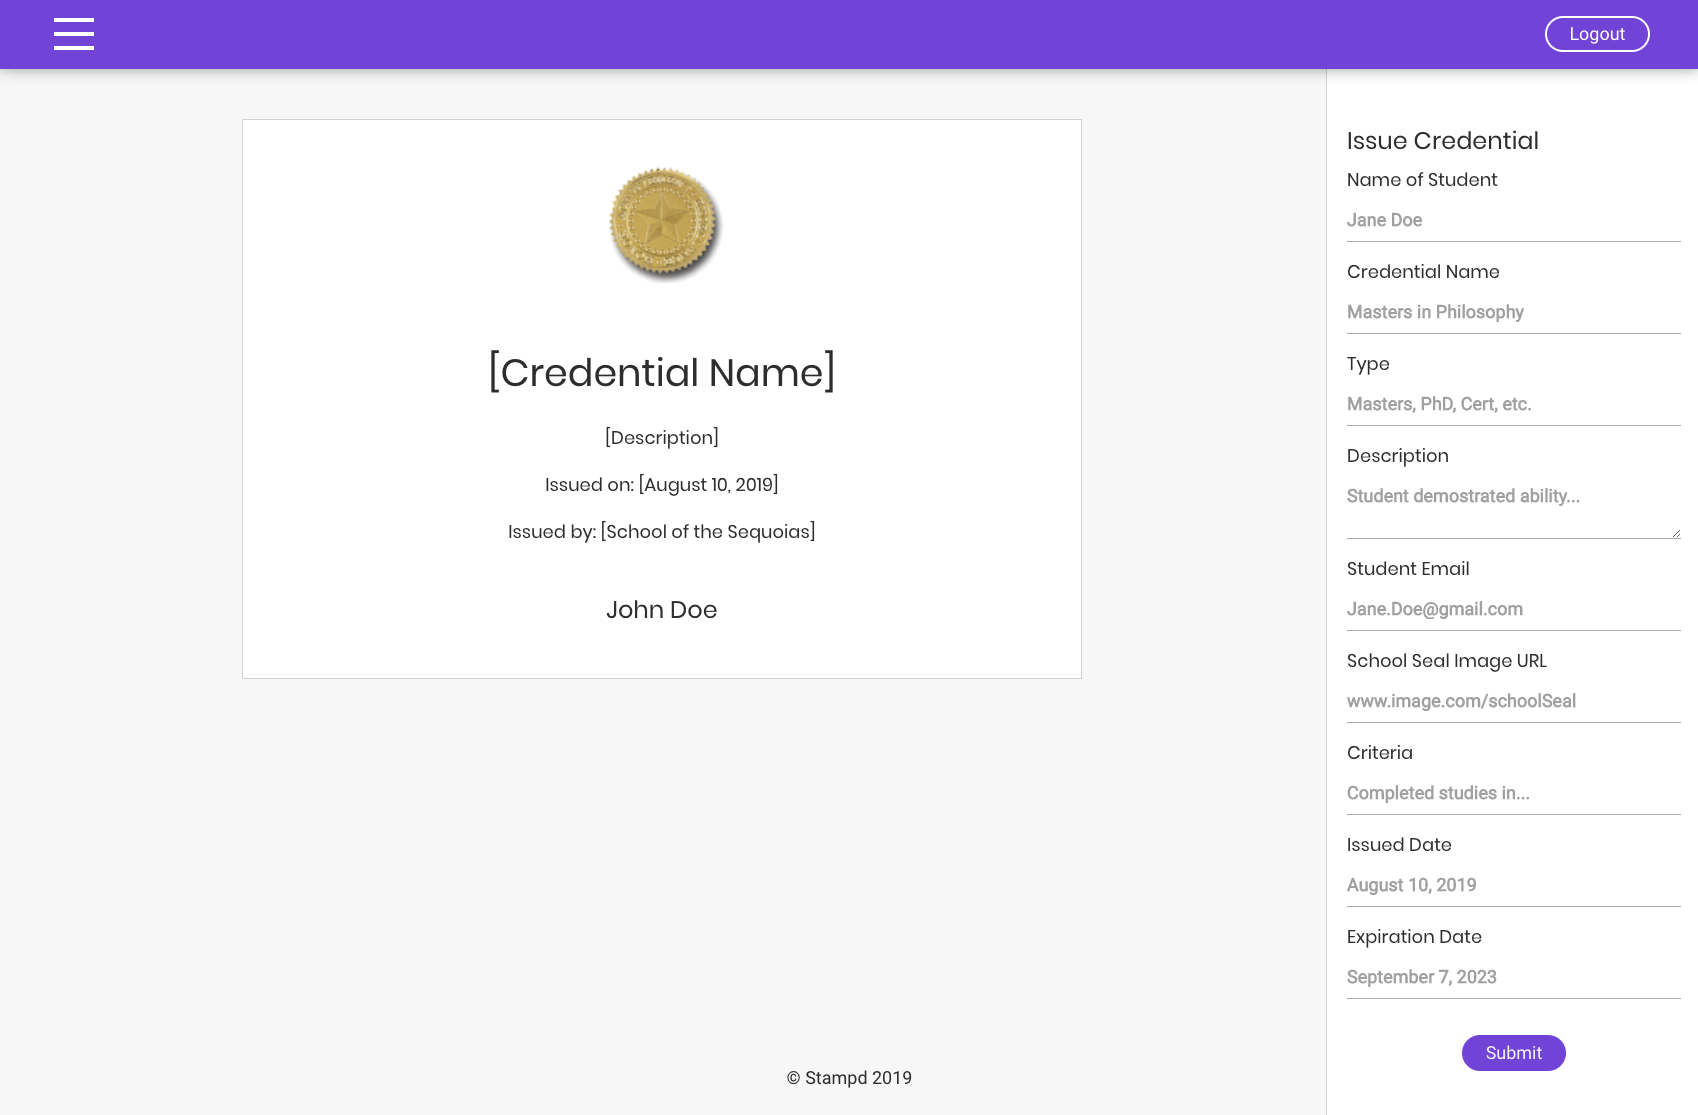 Logout
[Credential Name]
[Description]
Issued on: [August 10, 2019]
Issued by: [School of the Sequoias]
John Doe
Issue Credential
Name of Student
Jane Doe
Credential Name
Masters in Philosophy
Type
Masters, PhD, Cert, etc.
Description
Student demostrated ability...
Student Email
Jane.Doe@gmail.com
School Seal Image URL
www.image.com/schoolSeal
Criteria
Completed studies in...
Issued Date
August 10, 2019
Expiration Date
September 7, 2023
Submit
© Stampd 2019